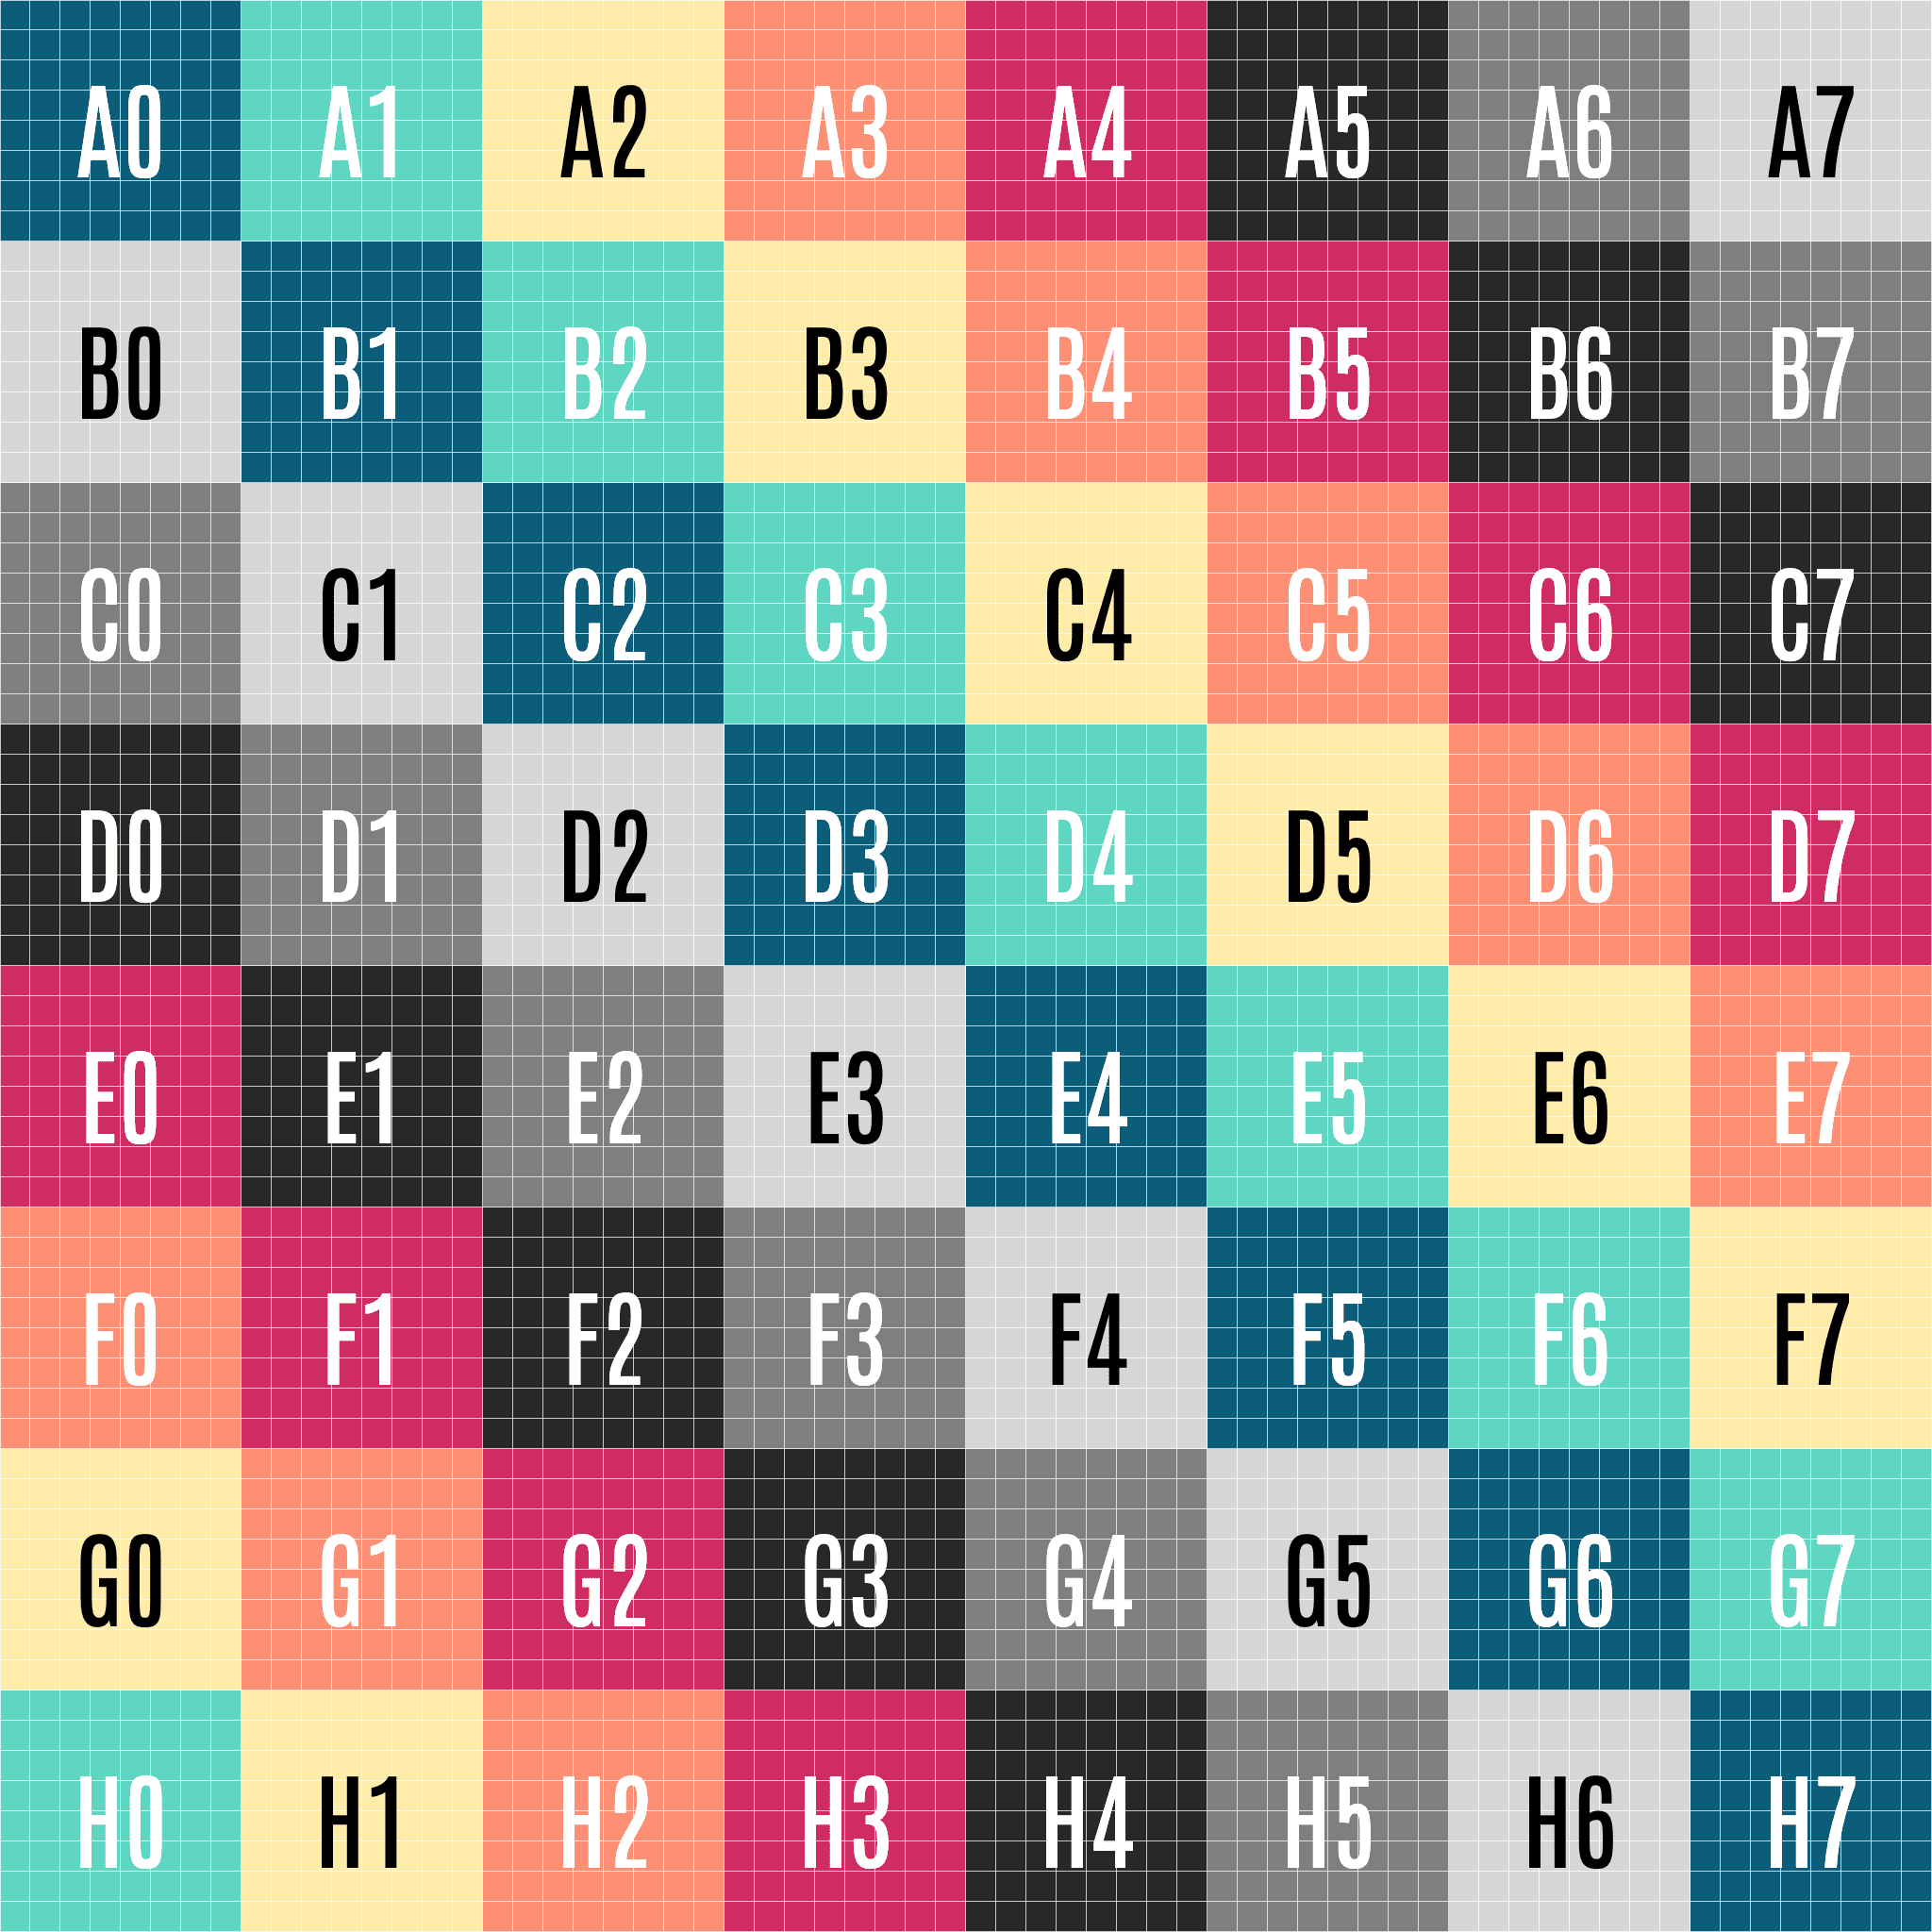 A0 A1 A2 A3 A4 A5 A6 A7
B0 B1 B2 B3 B4 B5 B6 B7
C0 C1 C2 C3 C4 C5 C6 C7
D0 D1 D2 D3 D4 D5 D6 D7
E0 E1 E2 E3 E4 E5 E6 E7
F0 F1 F2 F3 F4 F5 F6 F7
G0 G1 G2 G3 G4 G5 G6 G7
H0 H1 H2 H3 H4 H5 H6 H7